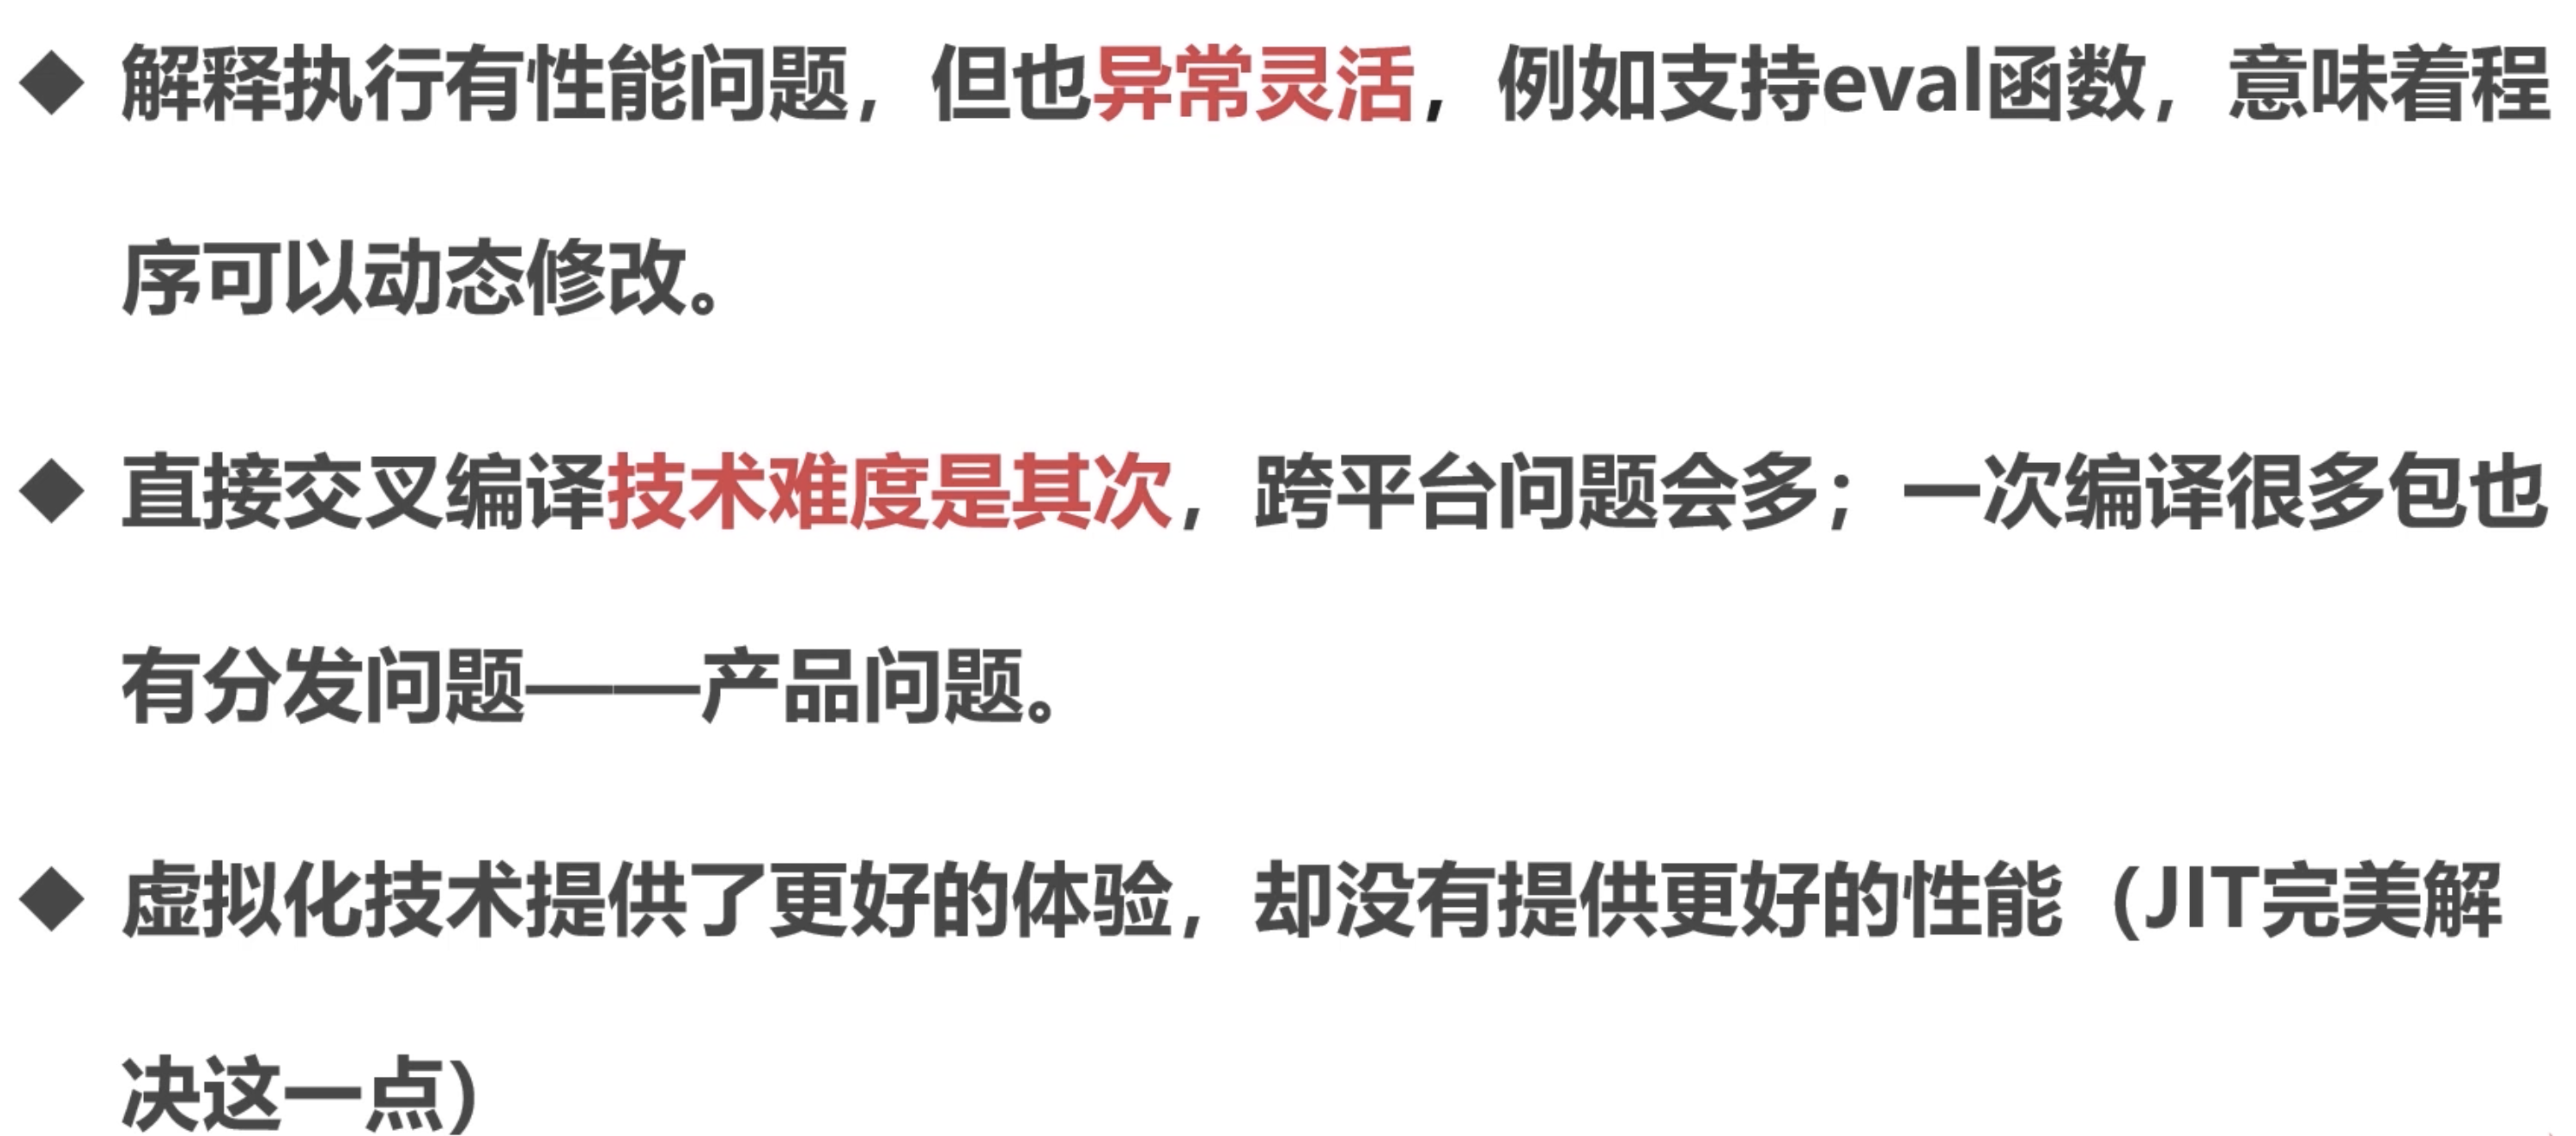 ◆ 解释执行有性能问题，但也异常灵活，例如支持eval函数，意味着程
序可以动态修改。
◆ 直接交叉编译技术难度是其次，跨平台问题会多；一次编译很多包也
有分发问题——产品问题。
◆ 虚拟化技术提供了更好的体验，却没有提供更好的性能（JIT完美解
决这一点）